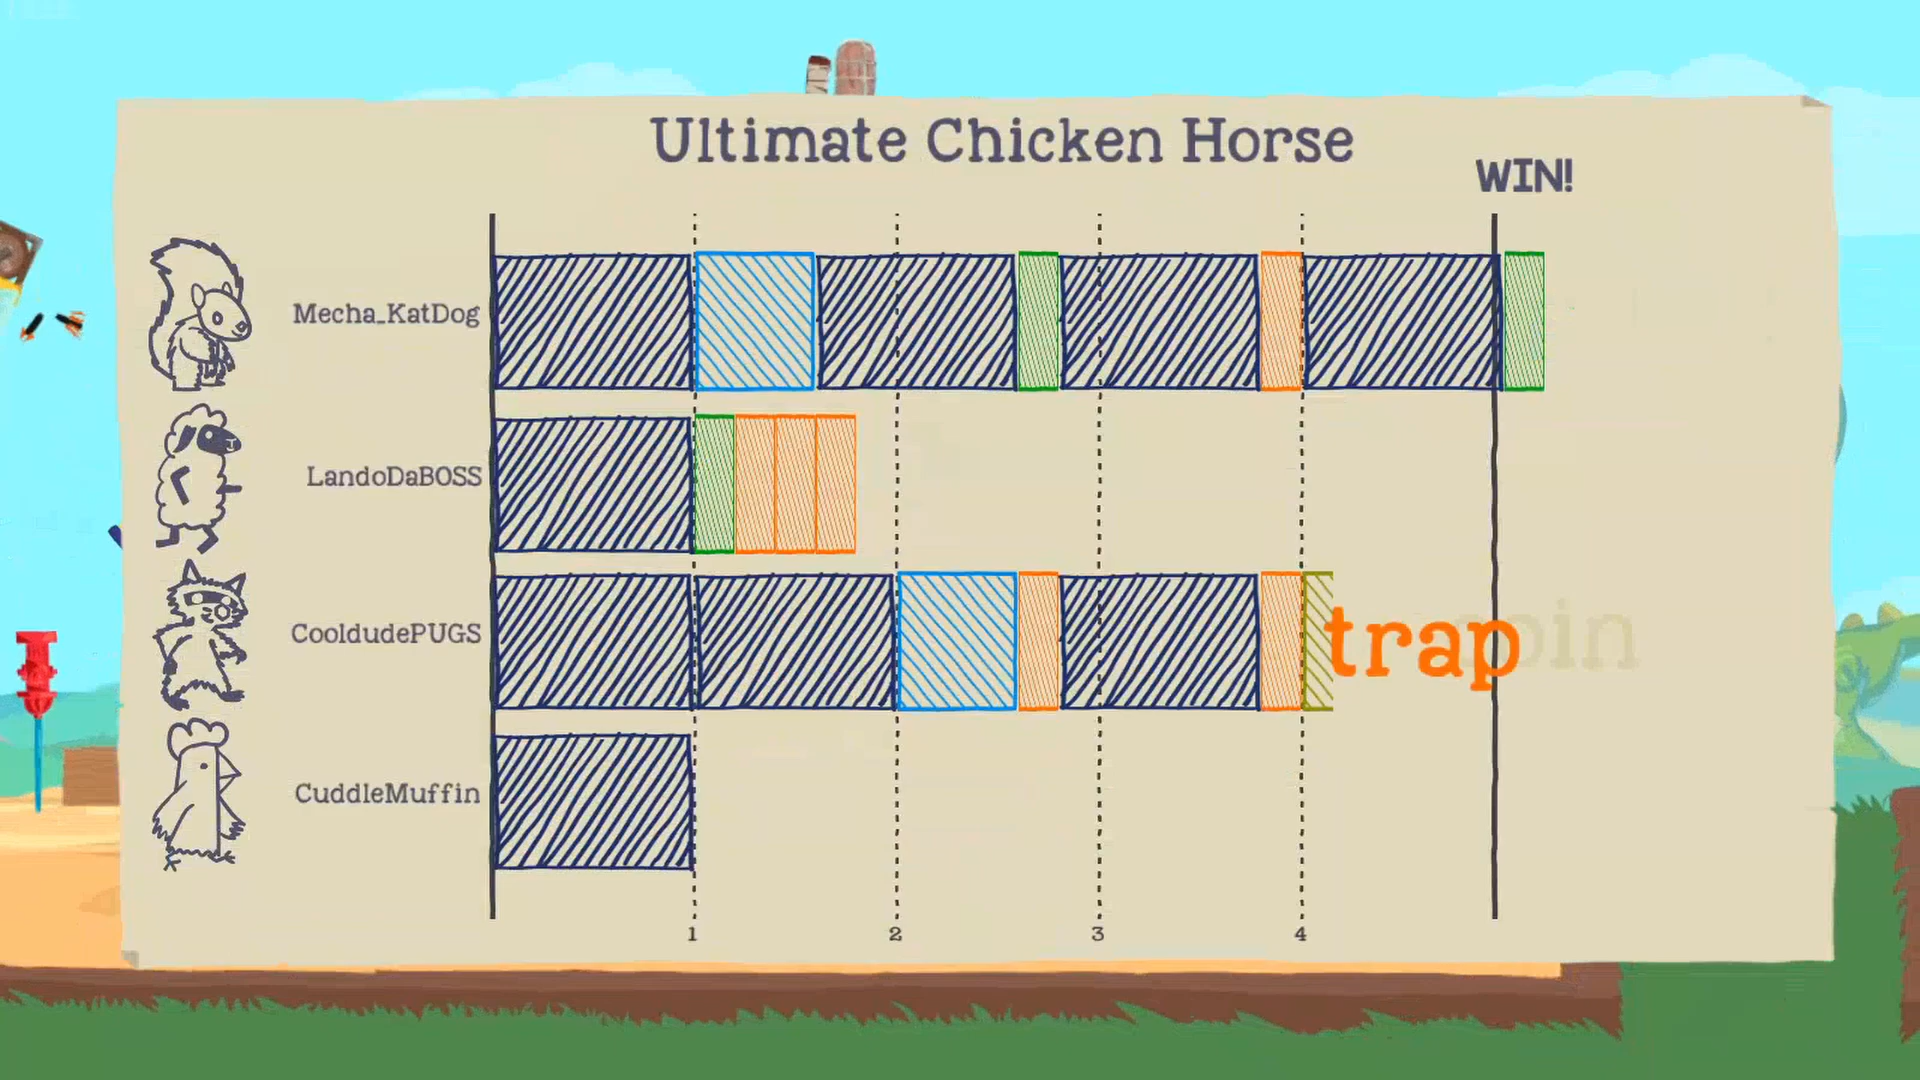 Ultimate Chicken Horse
WIN!
Mecha_KatDog
LandoDaBOSS
CooldudePUGS
trap
CuddleMuffin
1 2 3 4